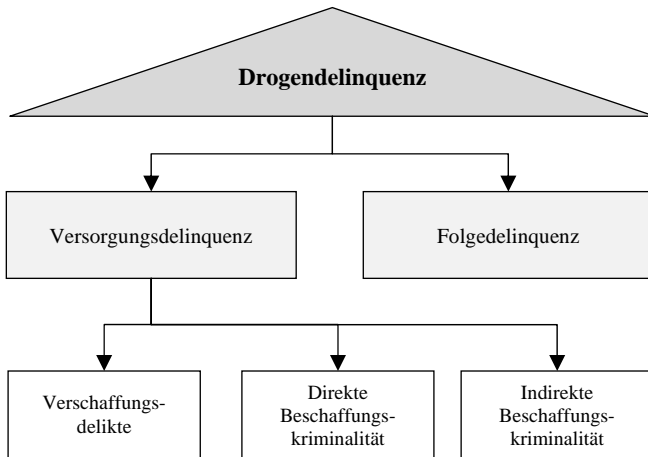 Drogendelinquenz
Versorgungsdelinquenz
Folgedelinquenz
Verschaffungs-
delikte
Direkte
Beschaffungs-
kriminalität
Indirekte
Beschaffungs-
kriminalität